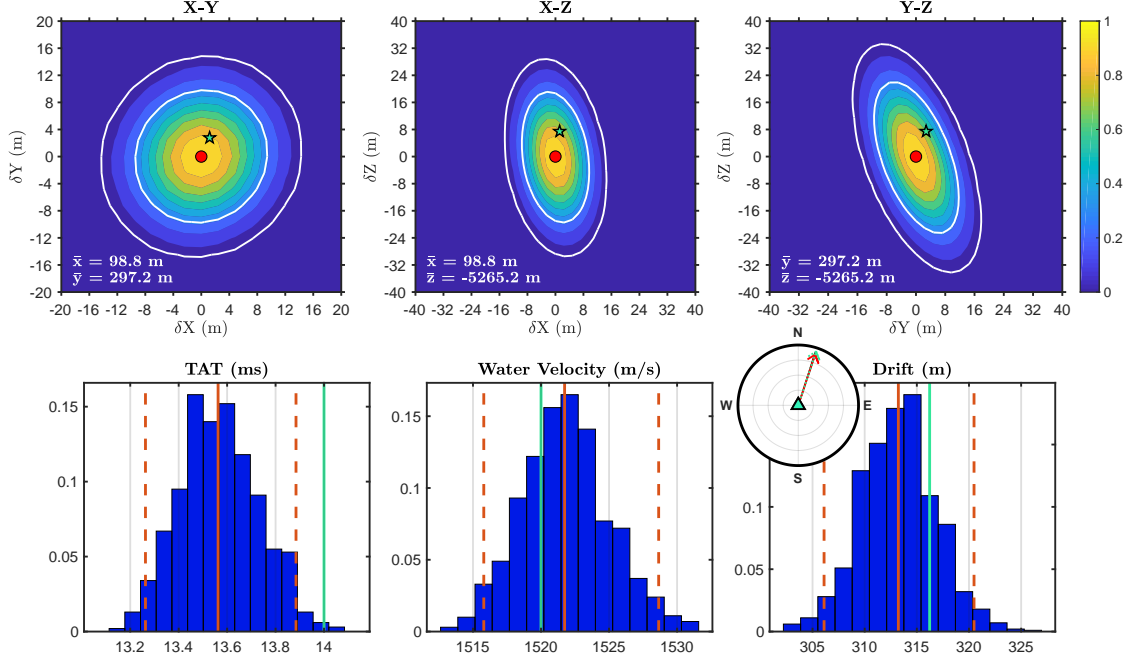 X-Y
20
16
12
8
4
0
-4
-8
-12
-16
-20
δY (m)
x̄ = 98.8 m
ȳ = 297.2 m
-20 -16 -12 -8 -4 0 4 8 12 16 20
δX (m)
X-Z
40
32
24
16
8
0
-8
-16
-24
-32
-40
δZ (m)
x̄ = 98.8 m
z̄ = -5265.2 m
-40 -32 -24 -16 -8 0 8 16 24 32 40
δX (m)
Y-Z
40
32
24
16
8
0
-8
-16
-24
-32
-40
δZ (m)
ȳ = 297.2 m
z̄ = -5265.2 m
-40 -32 -24 -16 -8 0 8 16 24 32 40
δY (m)
1
0.8
0.6
0.4
0.2
0
TAT (ms)
0.15
0.1
0.05
0
13.2 13.4 13.6 13.8 14
Water Velocity (m/s)
0.15
0.1
0.05
0
1515 1520 1525 1530
N
W E
S
Drift (m)
0.1
0.05
0
305 310 315 320 325